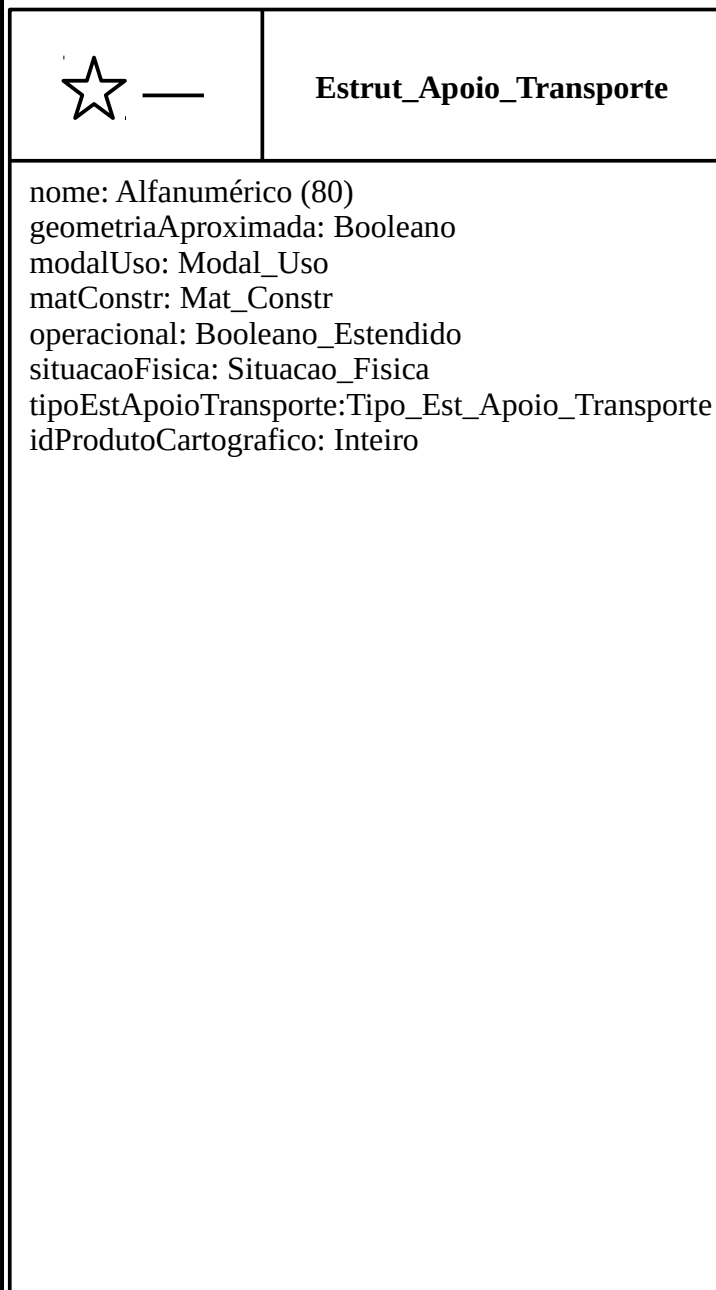 Estrut_Apoio_Transporte
nome: Alfanumérico (80)
geometriaAproximada: Booleano
modalUso: Modal_Uso
matConstr: Mat_Constr
operacional: Booleano_Estendido
situacaoFisica: Situacao_Fisica
tipoEstApoioTransporte:Tipo_Est_Apoio_Transporte
idProdutoCartografico: Inteiro